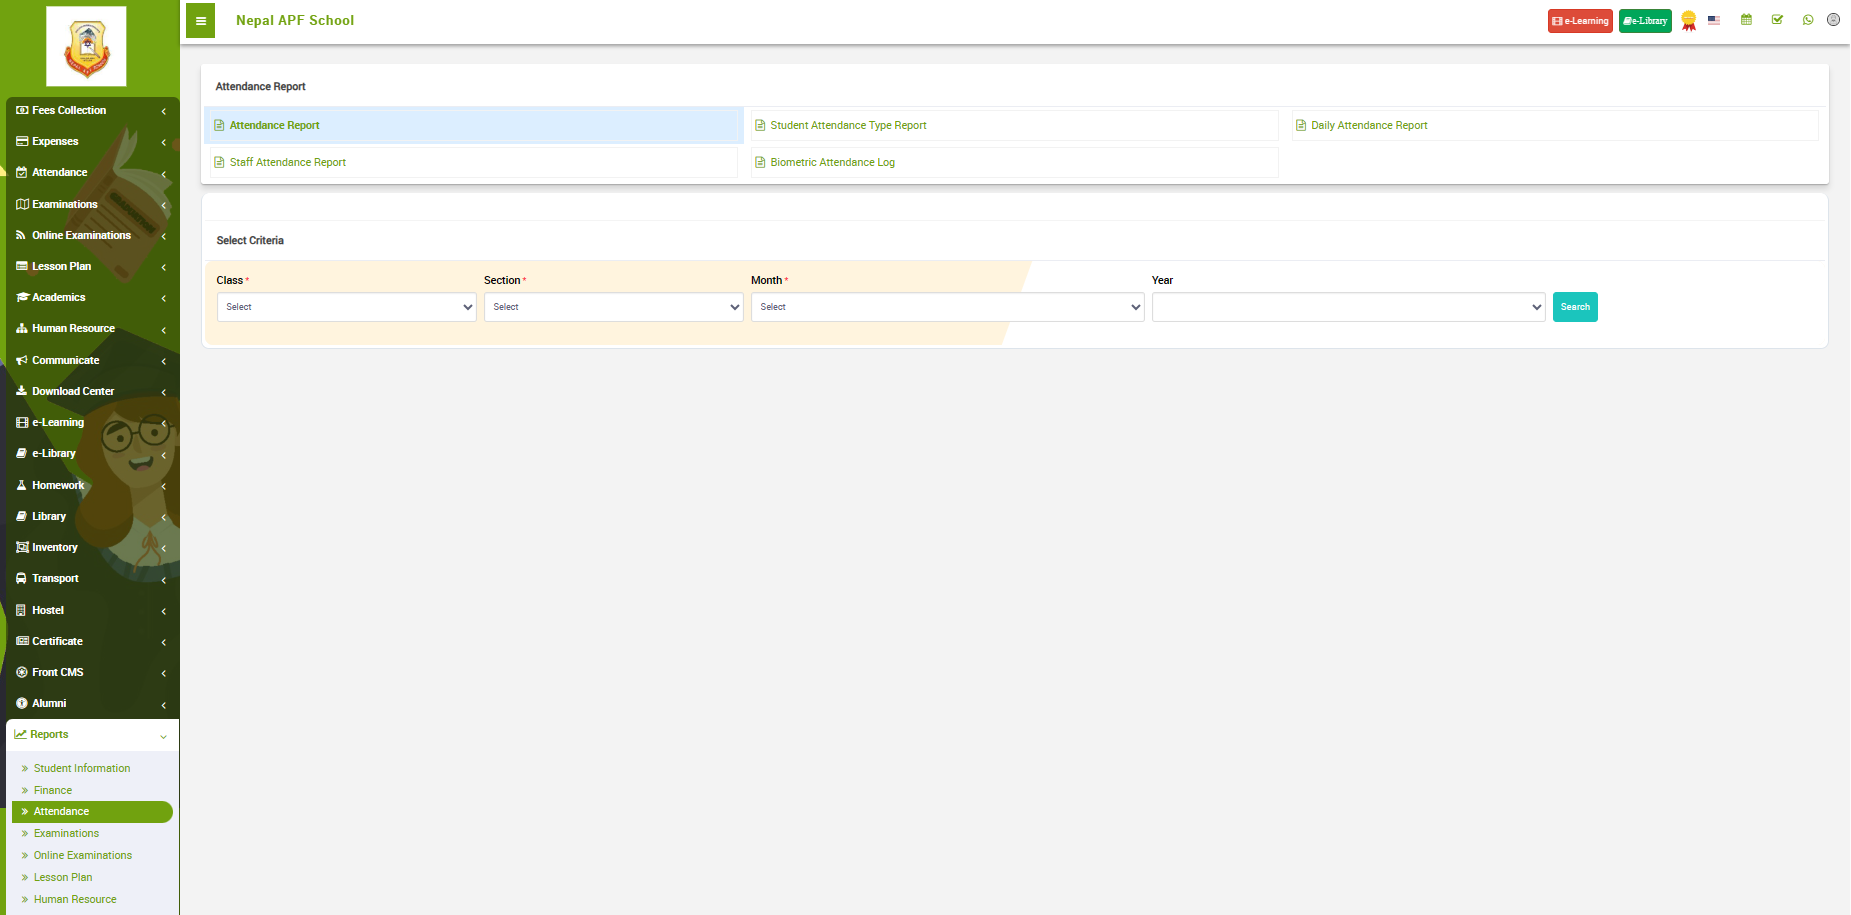 Nepal APF School
e-Learning
e-Library
Fees Collection
Expenses
Attendance
Examinations
Online Examinations
Lesson Plan
Academics
Human Resource
Communicate
Download Center
e-Learning
e-Library
Homework
Library
Inventory
Transport
Hostel
Certificate
Front CMS
Alumni
Reports
Student Information
Finance
Attendance
Examinations
Online Examinations
Lesson Plan
Human Resource
Attendance Report
Attendance Report
Student Attendance Type Report
Daily Attendance Report
Staff Attendance Report
Biometric Attendance Log
Select Criteria
Class *
Section *
Month *
Year
Select
Select
Select
Search